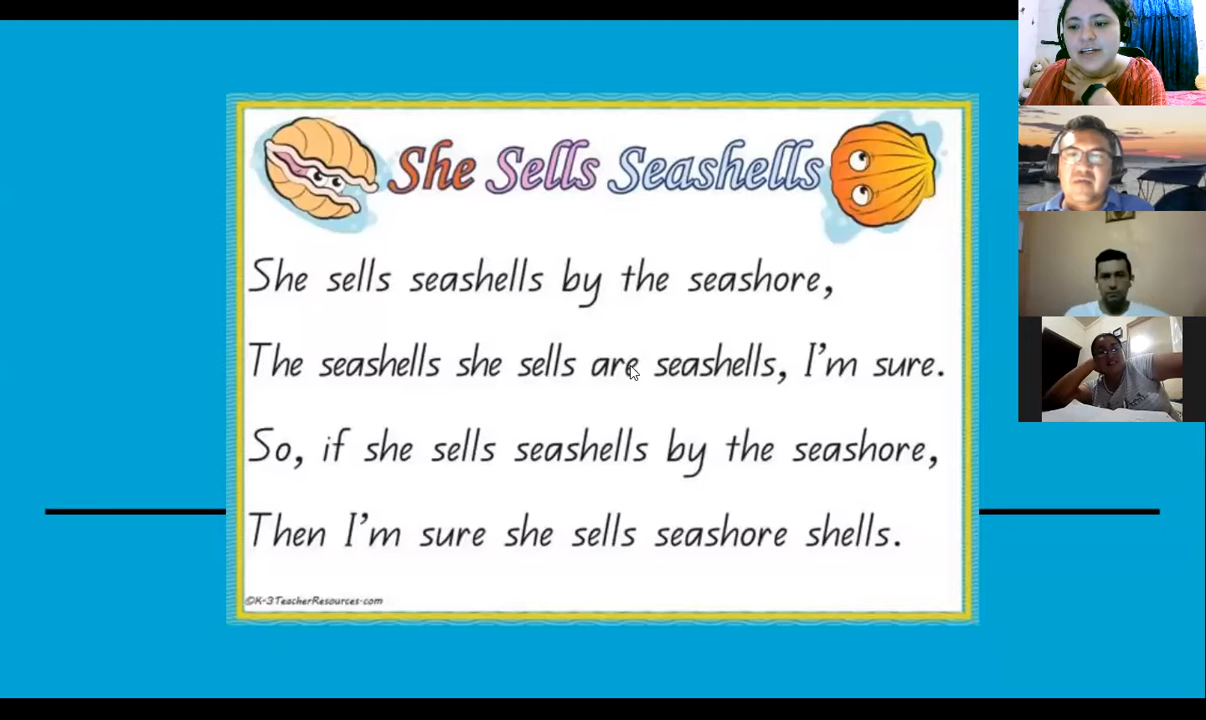 She Sells Seashells
She sells seashells by the seashore,
The seashells she sells are seashells, I'm sure.
So, if she sells seashells by the seashore,
Then I'm sure she sells seashore shells.
©K-3TeacherResources.com